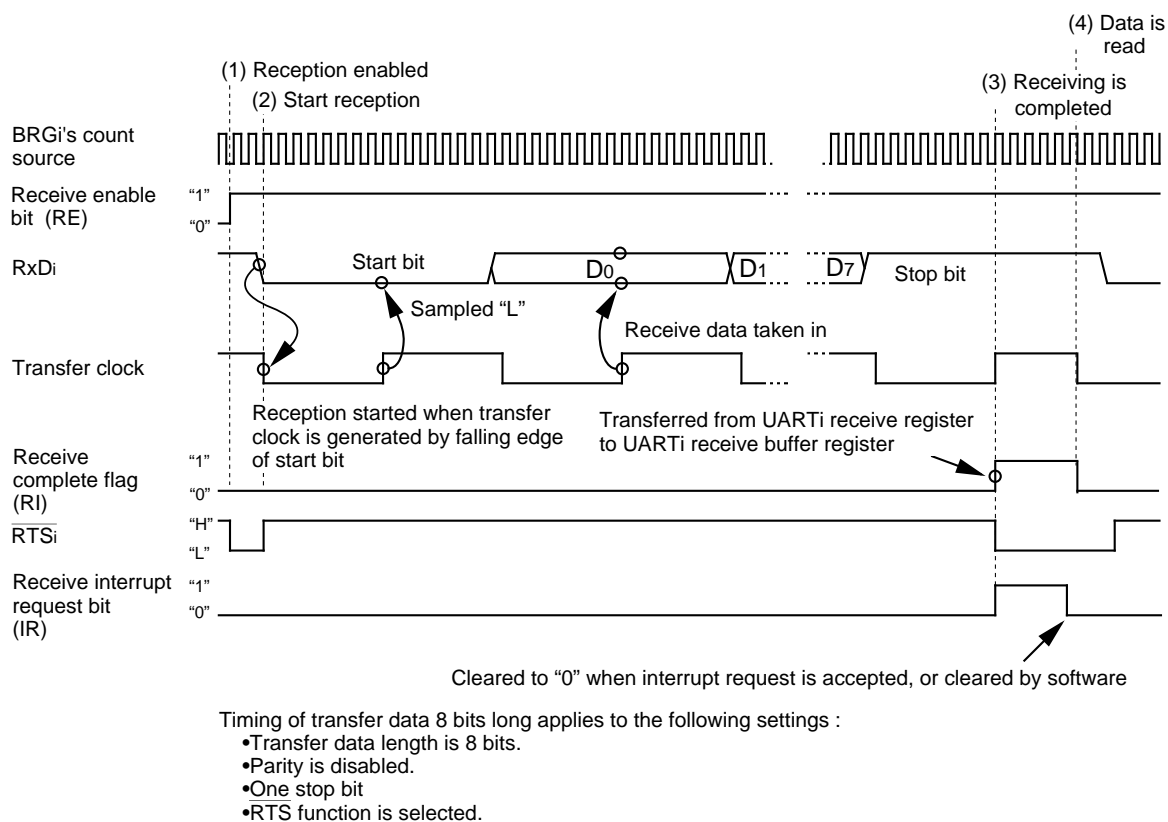 (4) Data is
read
(1) Reception enabled
(3) Receiving is
completed
(2) Start reception
BRGi's count
source
Receive enable
bit (RE)
“1”
“0”
RxDi
Start bit
D0
D1
D7
Stop bit
Sampled “L”
Receive data taken in
Transfer clock
Reception started when transfer
clock is generated by falling edge
of start bit
Transferred from UARTi receive register
to UARTi receive buffer register
Receive
complete flag
(RI)
“1”
“0”
RTSi
“H”
“L”
Receive interrupt
request bit
(IR)
“1”
“0”
Cleared to “0” when interrupt request is accepted, or cleared by software
Timing of transfer data 8 bits long applies to the following settings :
•Transfer data length is 8 bits.
•Parity is disabled.
•One stop bit
•RTS function is selected.